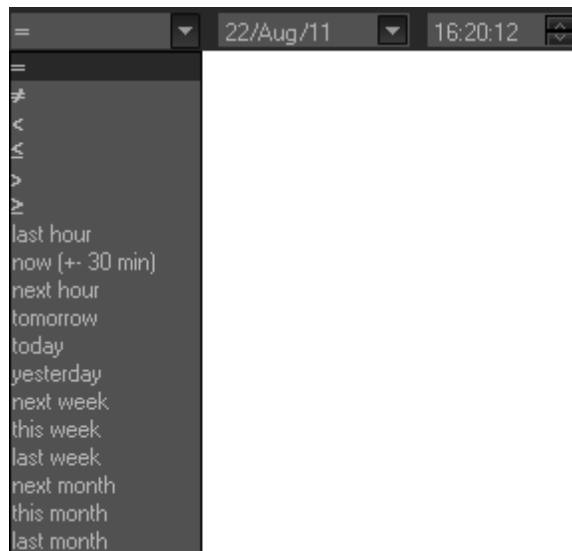 = 22/Aug/11 16:20:12
=
≠
<
≤
>
≥
last hour
now (+- 30 min)
next hour
tomorrow
today
yesterday
next week
this week
last week
next month
this month
last month